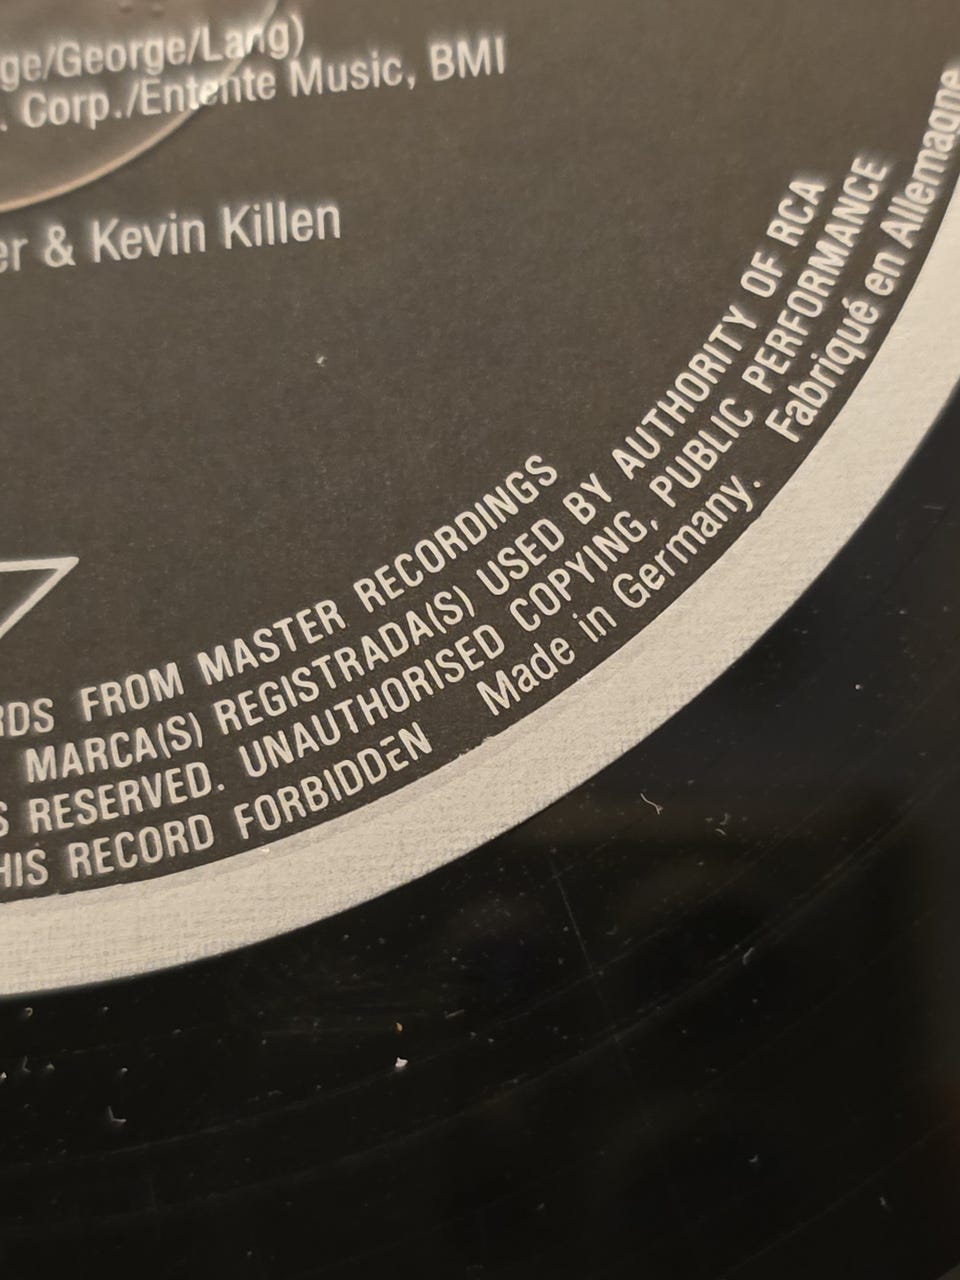 ge/George/Lang)
. Corp./Entente Music, BMI
er & Kevin Killen
RDS FROM MASTER RECORDINGS
MARCA(S) REGISTRADA(S) USED BY AUTHORITY OF RCA
S RESERVED. UNAUTHORISED COPYING, PUBLIC PERFORMANCE
HIS RECORD FORBIDDEN Made in Germany. Fabriqué en Allemagne